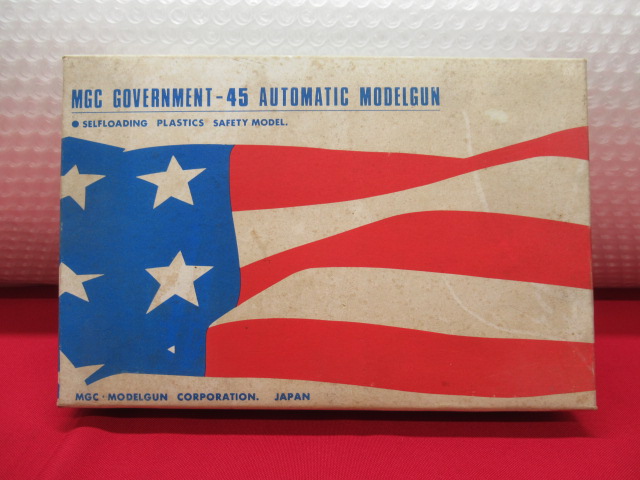 MGC GOVERNMENT-45 AUTOMATIC MODELGUN
● SELFLOADING PLASTICS SAFETY MODEL.
MGC·MODELGUN CORPORATION. JAPAN